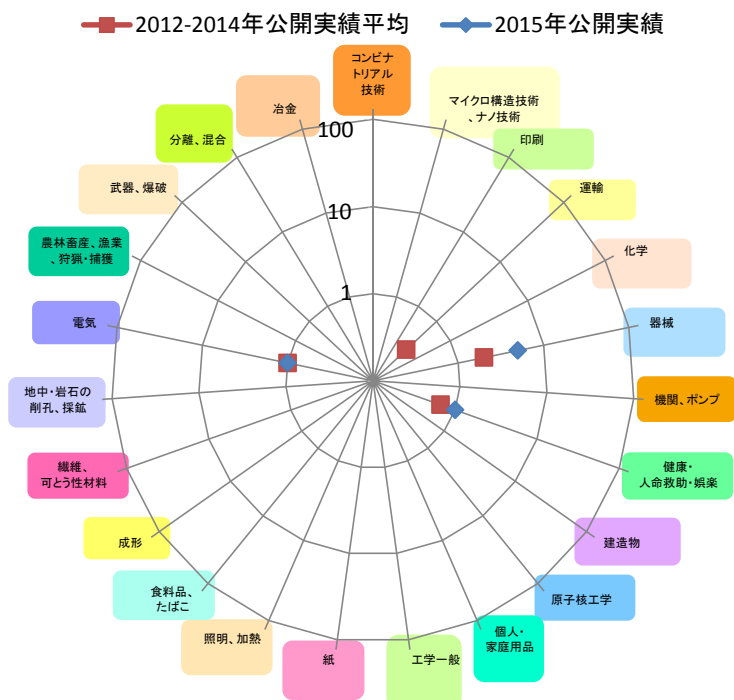 2012-2014年公開実績平均
2015年公開実績
コンビナ
トリアル
技術
マイクロ構造技術
、ナノ技術
印刷
運輸
化学
器械
機関、ポンプ
健康・
人命救助・娯楽
建造物
原子核工学
個人・
家庭用品
工学一般
紙
照明、加熱
食料品、
たばこ
成形
繊維、
可とう性材料
地中・岩石の
削孔、採鉱
電気
農林畜産、漁業
、狩猟・捕獲
武器、爆破
分離、混合
冶金
100
10
1